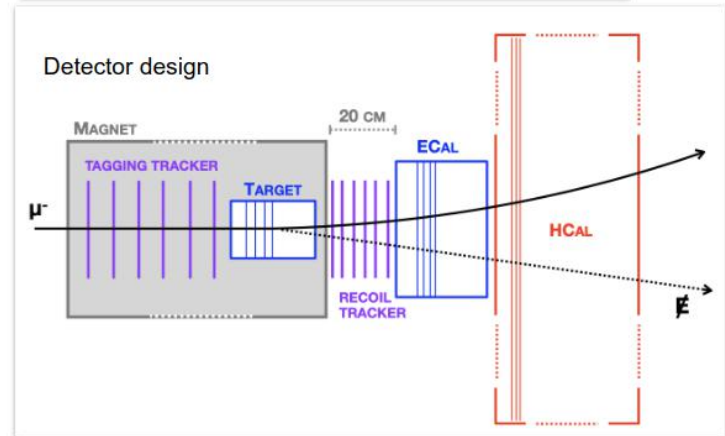 Detector design
20 CM
MAGNET
ECAL
TAGGING TRACKER
TARGET
μ-
HCAL
RECOIL
TRACKER
E̸